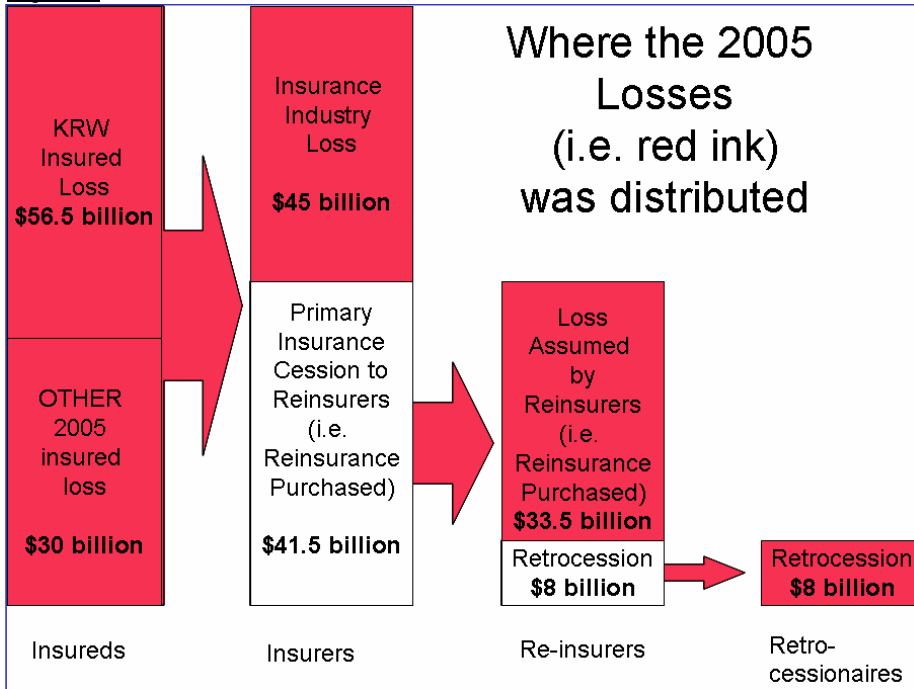 Where the 2005
Losses
(i.e. red ink)
was distributed
KRW
Insured
Loss
$56.5 billion
OTHER
2005
insured
loss
$30 billion
Insureds
Insurance
Industry
Loss
$45 billion
Primary
Insurance
Cession to
Reinsurers
(i.e.
Reinsurance
Purchased)
$41.5 billion
Insurers
Loss
Assumed
by
Reinsurers
(i.e.
Reinsurance
Purchased)
$33.5 billion
Retrocession
$8 billion
Re-insurers
Retrocession
$8 billion
Retro-
cessionaires